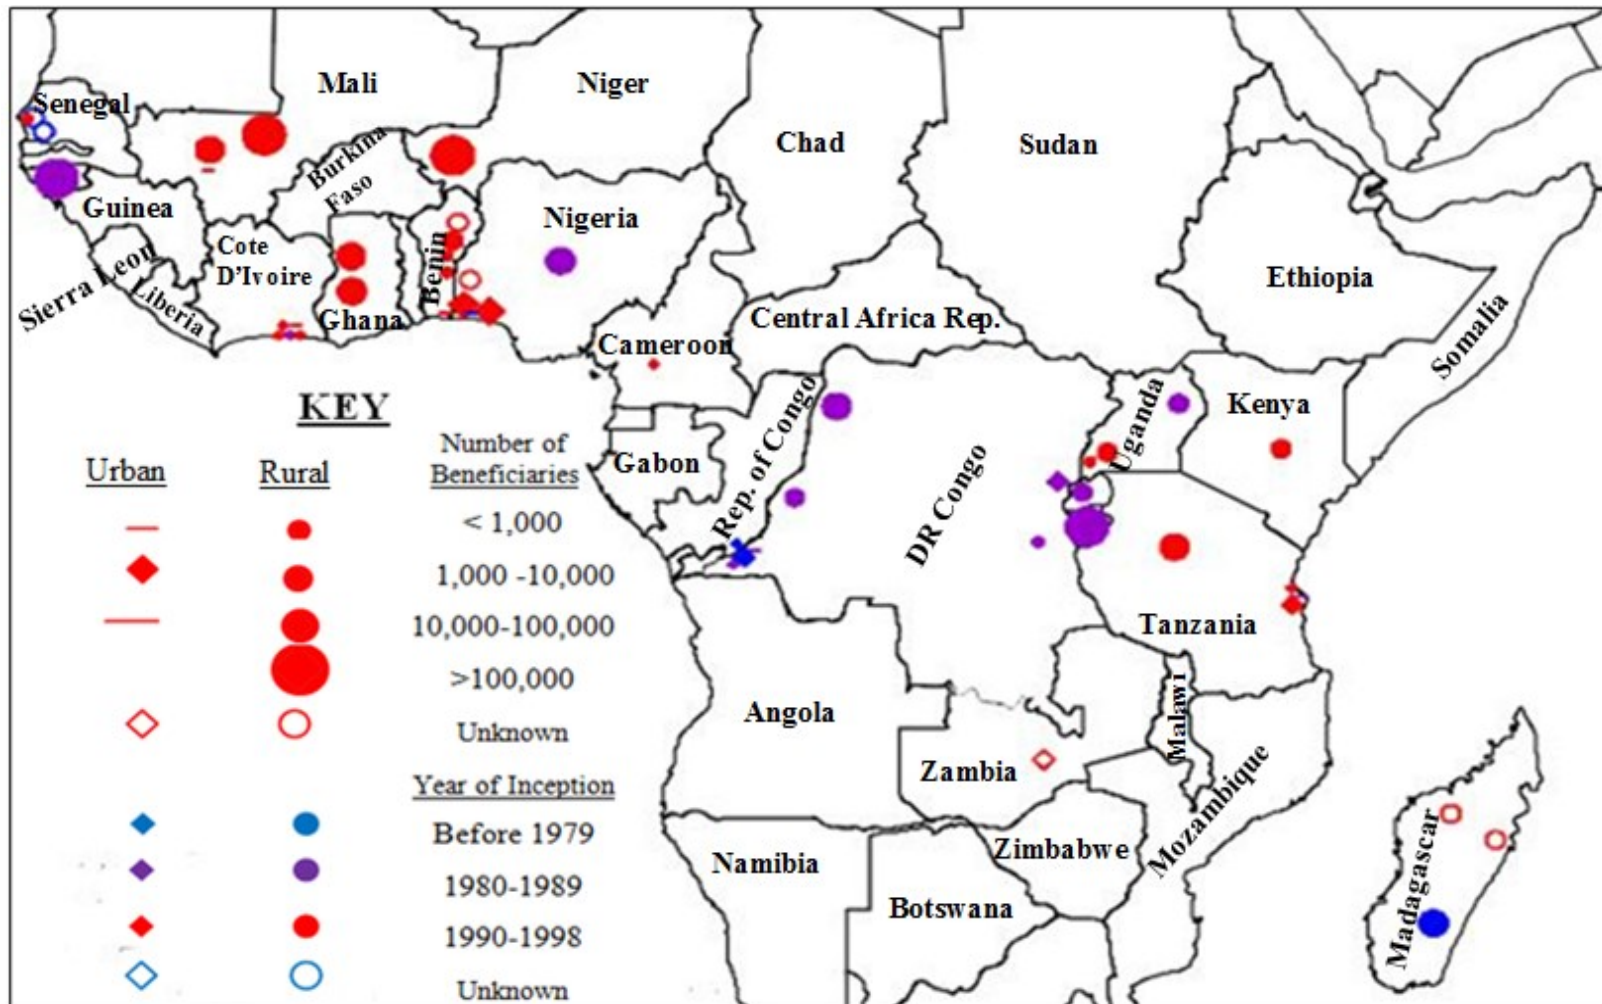 Mali
Niger
Senegal
Chad
Sudan
Burkina
Faso
Guinea
Nigeria
Cote
D'Ivoire
Benin
Ethiopia
Sierra Leon
Liberia
Ghana
Central Africa Rep.
Cameroon
Somalia
KEY
Rep. of Congo
Uganda
Kenya
Number of
Beneficiaries
Urban
Rural
Gabon
DR Congo
< 1,000
1,000 -10,000
10,000-100,000
>100,000
Unknown
Tanzania
Angola
Malawi
Zambia
Mozambique
Year of Inception
Before 1979
1980-1989
1990-1998
Unknown
Namibia
Zimbabwe
Botswana
Madagascar